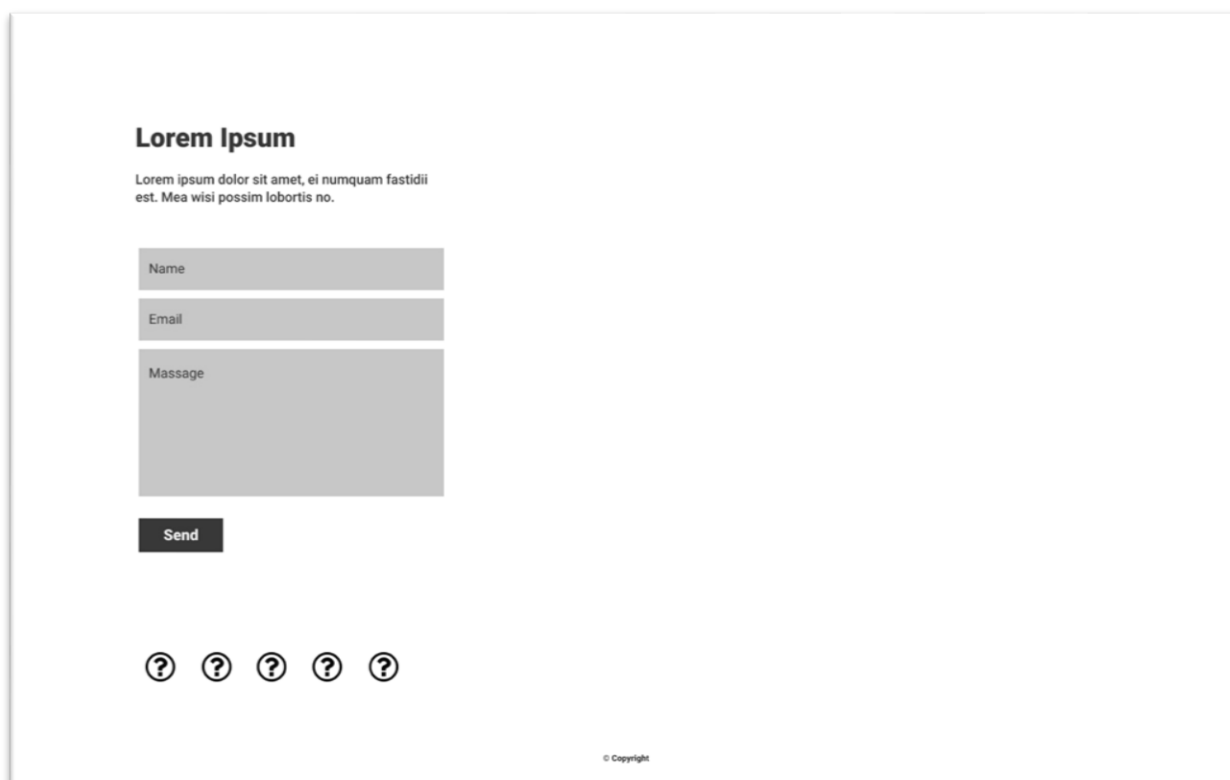 Lorem Ipsum
Lorem ipsum dolor sit amet, ei numquam fastidii
est. Mea wisi possim lobortis no.
Name
Email
Massage
Send
? ? ? ? ?
© Copyright